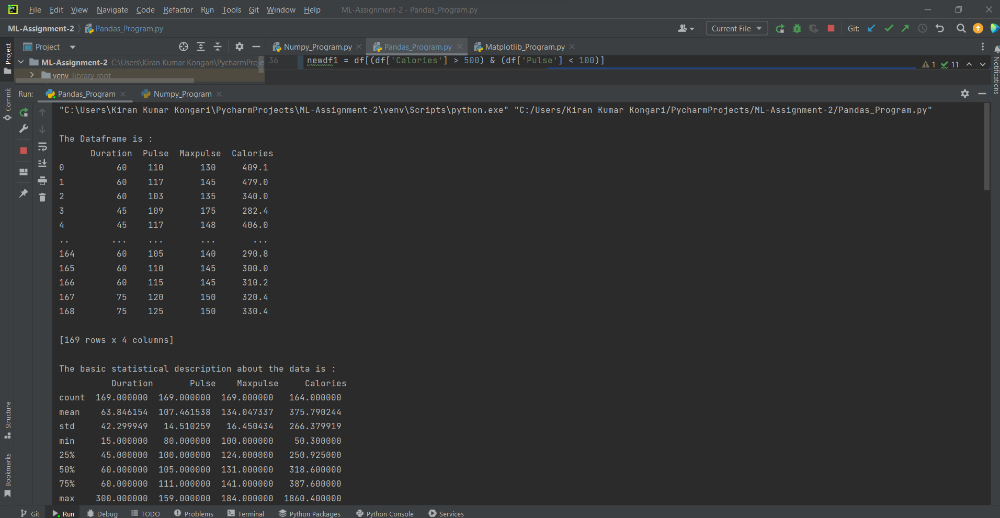 PC File Edit View Navigate Code Refactor Run Tools Git Window Help ML-Assignment-2 - Pandas_Program.py
ML-Assignment-2 Pandas_Program.py Current File Git:
Project Numpy_Program.py Pandas_Program.py Matplotlib_Program.py
ML-Assignment-2 C:\Users\Kiran Kumar Kongari\PycharmProje
36 newdf1 = df[(df['Calories'] > 500) & (df['Pulse'] < 100)]
1 11
venv library root
Run: Pandas_Program Numpy_Program
"C:\Users\Kiran Kumar Kongari\PycharmProjects\ML-Assignment-2\venv\Scripts\python.exe" "C:/Users/Kiran Kumar Kongari/PycharmProjects/ML-Assignment-2/Pandas_Program.py"
The Dataframe is :
Duration Pulse Maxpulse Calories
0 60 110 130 409.1
1 60 117 145 479.0
2 60 103 135 340.0
3 45 109 175 282.4
4 45 117 148 406.0
.. ... ... ... ...
164 60 105 140 290.8
165 60 110 145 300.0
166 60 115 145 310.2
167 75 120 150 320.4
168 75 125 150 330.4
[169 rows x 4 columns]
The basic statistical description about the data is :
Duration Pulse Maxpulse Calories
count 169.000000 169.000000 169.000000 164.000000
mean 63.846154 107.461538 134.047337 375.790244
std 42.299949 14.510259 16.450434 266.379919
min 15.000000 80.000000 100.000000 50.300000
25% 45.000000 100.000000 124.000000 250.925000
50% 60.000000 105.000000 131.000000 318.600000
75% 60.000000 111.000000 141.000000 387.600000
max 300.000000 159.000000 184.000000 1860.400000
Project
Commit
Structure
Bookmarks
Notifications
Git Run Debug TODO Problems Terminal Python Packages Python Console Services